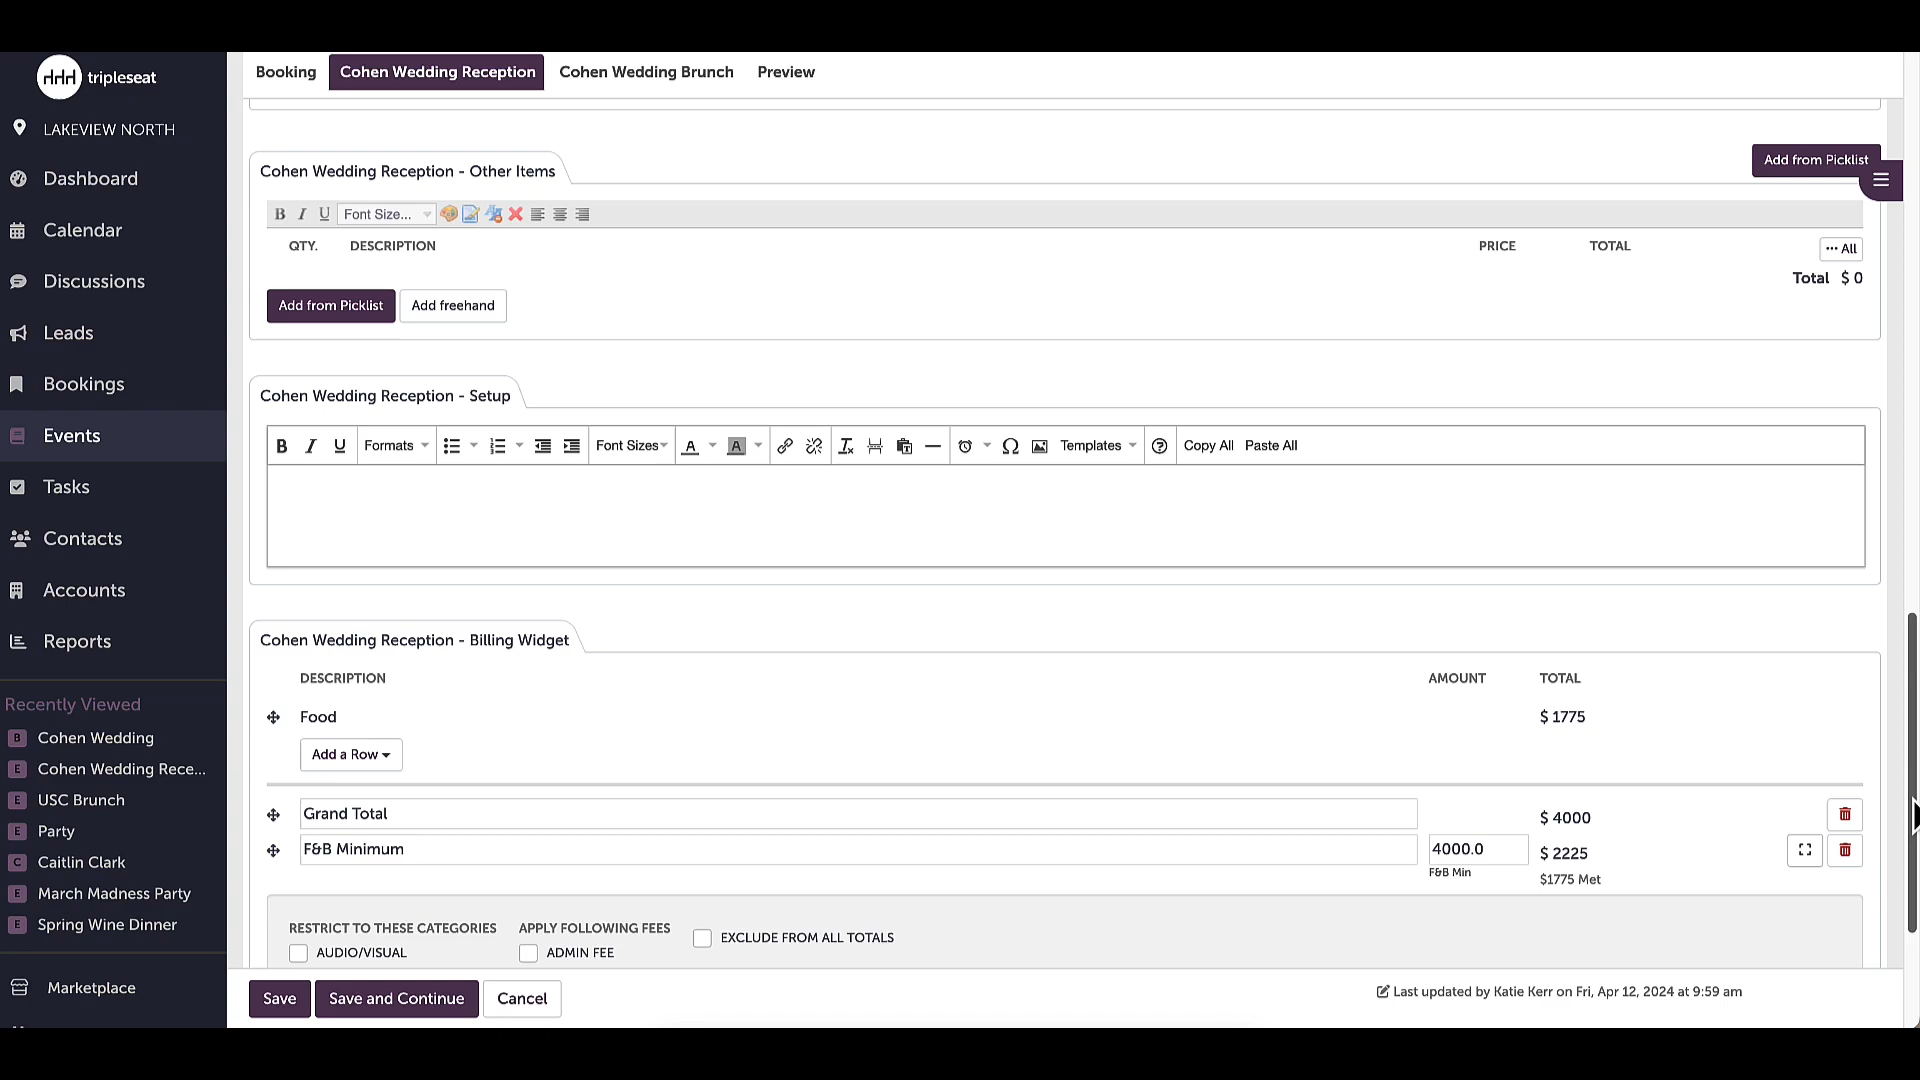 tripleseat
LAKEVIEW NORTH
Dashboard
Calendar
Discussions
Leads
Bookings
Events
Tasks
Contacts
Accounts
Reports
Recently Viewed
B Cohen Wedding
E Cohen Wedding Rece...
E USC Brunch
E Party
C Caitlin Clark
E March Madness Party
E Spring Wine Dinner
Marketplace
Booking Cohen Wedding Reception Cohen Wedding Brunch Preview
Cohen Wedding Reception - Other Items
Add from Picklist
B I U Font Size...
QTY. DESCRIPTION PRICE TOTAL ··· All
Total $ 0
Add from Picklist Add freehand
Cohen Wedding Reception - Setup
B I U Formats Font Sizes A A Ω Templates ? Copy All Paste All
Cohen Wedding Reception - Billing Widget
DESCRIPTION AMOUNT TOTAL
Food $ 1775
Add a Row
Grand Total $ 4000
F&B Minimum 4000.0 $ 2225
F&B Min $1775 Met
RESTRICT TO THESE CATEGORIES APPLY FOLLOWING FEES EXCLUDE FROM ALL TOTALS
AUDIO/VISUAL ADMIN FEE
Save Save and Continue Cancel
Last updated by Katie Kerr on Fri, Apr 12, 2024 at 9:59 am